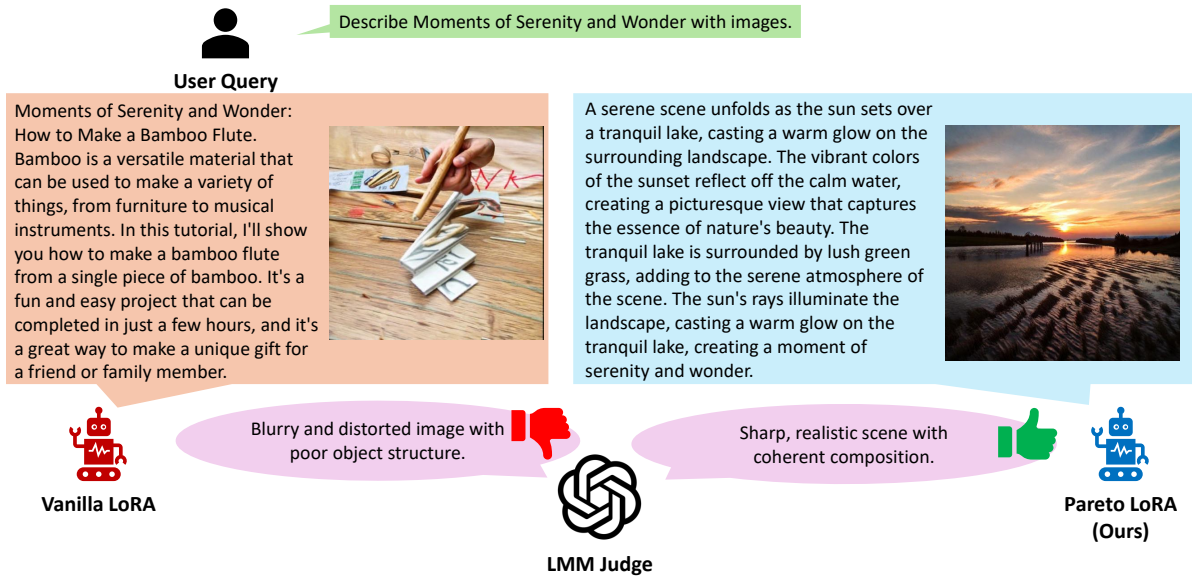 Describe Moments of Serenity and Wonder with images.
User Query
Moments of Serenity and Wonder:
How to Make a Bamboo Flute.
Bamboo is a versatile material that
can be used to make a variety of
things, from furniture to musical
instruments. In this tutorial, I'll show
you how to make a bamboo flute
from a single piece of bamboo. It's a
fun and easy project that can be
completed in just a few hours, and it's
a great way to make a unique gift for
a friend or family member.
A serene scene unfolds as the sun sets over
a tranquil lake, casting a warm glow on the
surrounding landscape. The vibrant colors
of the sunset reflect off the calm water,
creating a picturesque view that captures
the essence of nature's beauty. The
tranquil lake is surrounded by lush green
grass, adding to the serene atmosphere of
the scene. The sun's rays illuminate the
landscape, casting a warm glow on the
tranquil lake, creating a moment of
serenity and wonder.
Blurry and distorted image with
poor object structure.
Sharp, realistic scene with
coherent composition.
Vanilla LoRA
Pareto LoRA
(Ours)
LMM Judge